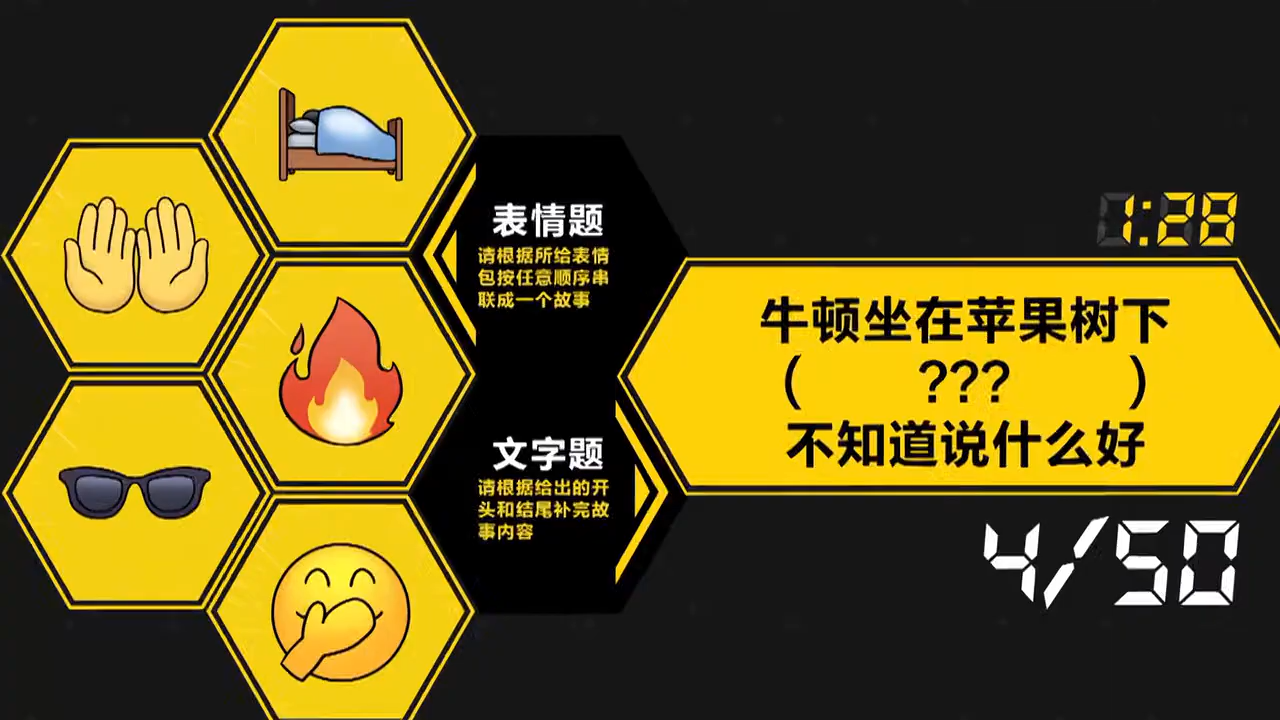 表情题
请根据所给表情
包按任意顺序串
联成一个故事
文字题
请根据给出的开
头和结尾补完故
事内容
1:28
牛顿坐在苹果树下
( ??? )
不知道说什么好
4/50